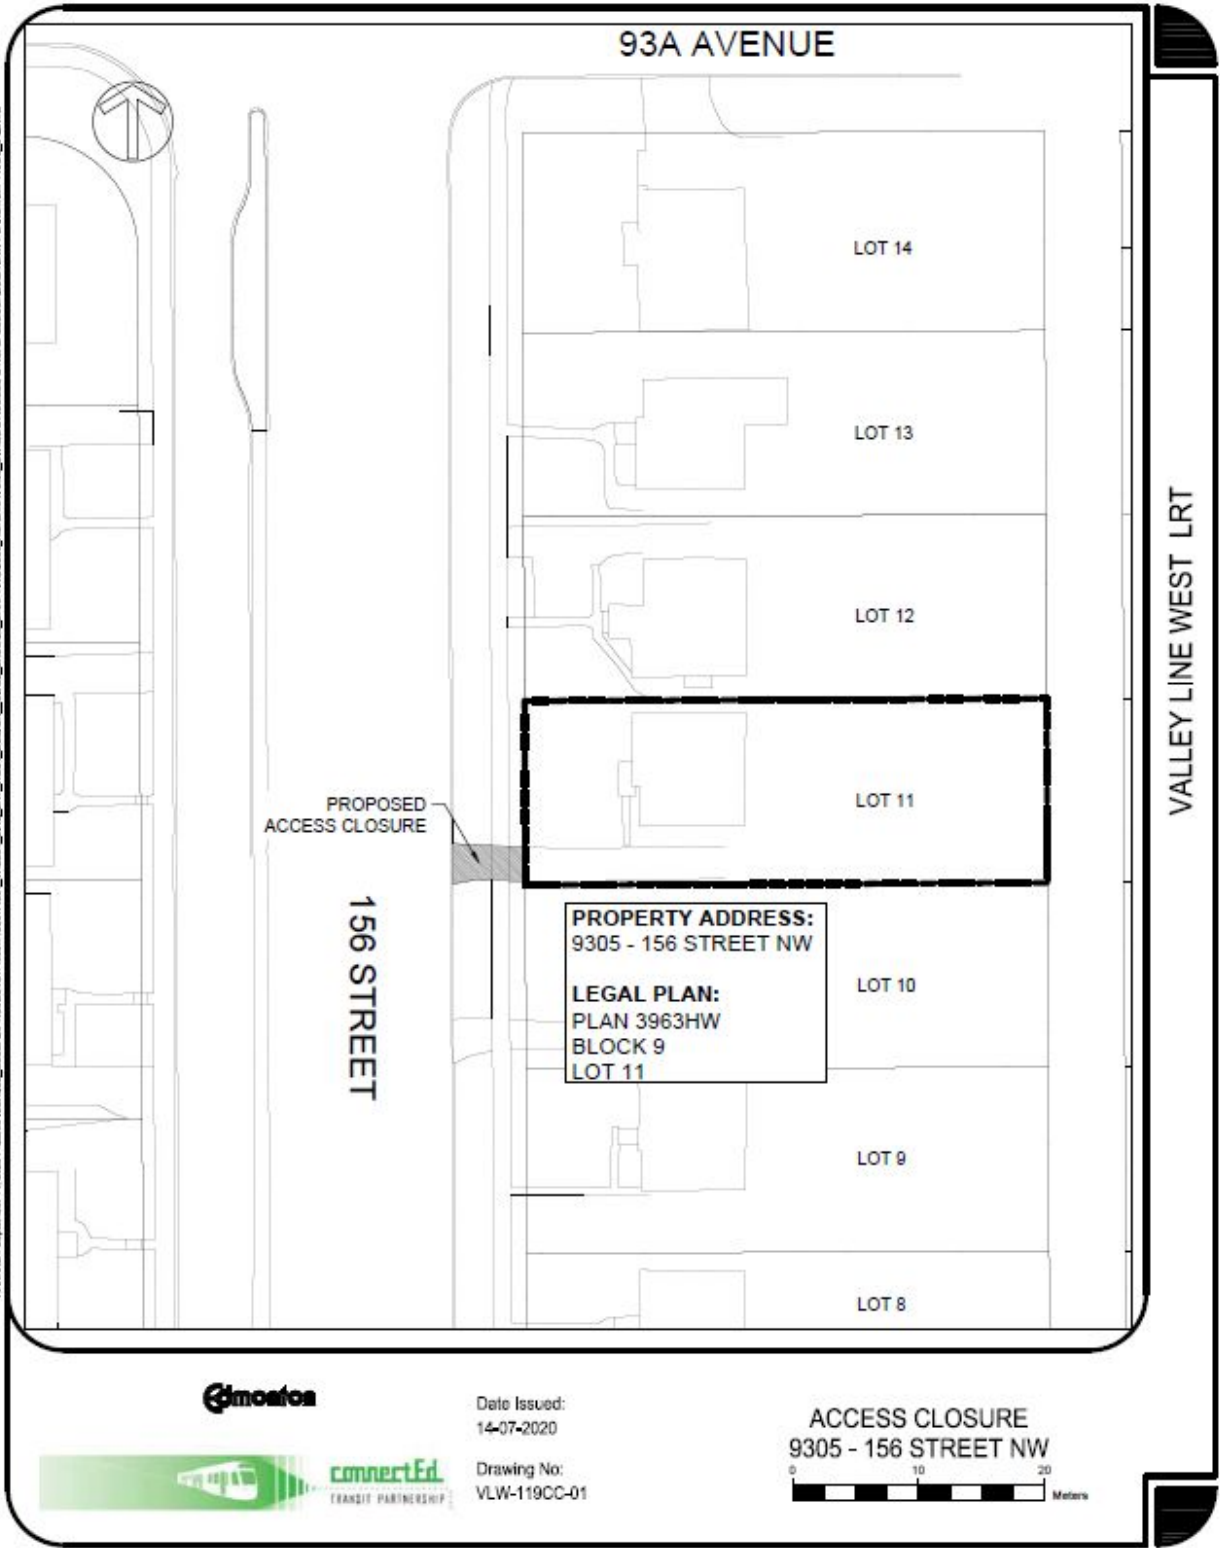 93A AVENUE
LOT 14
LOT 13
LOT 12
LOT 11
PROPOSED
ACCESS CLOSURE
156 STREET
PROPERTY ADDRESS:
9305 - 156 STREET NW
LEGAL PLAN:
PLAN 3963HW
BLOCK 9
LOT 11
LOT 10
LOT 9
LOT 8
VALLEY LINE WEST LRT
Edmonton
connectEd
TRANSIT PARTNERSHIP
Date Issued:
14-07-2020
Drawing No:
VLW-119CC-01
ACCESS CLOSURE
9305 - 156 STREET NW
0 10 20
Meters